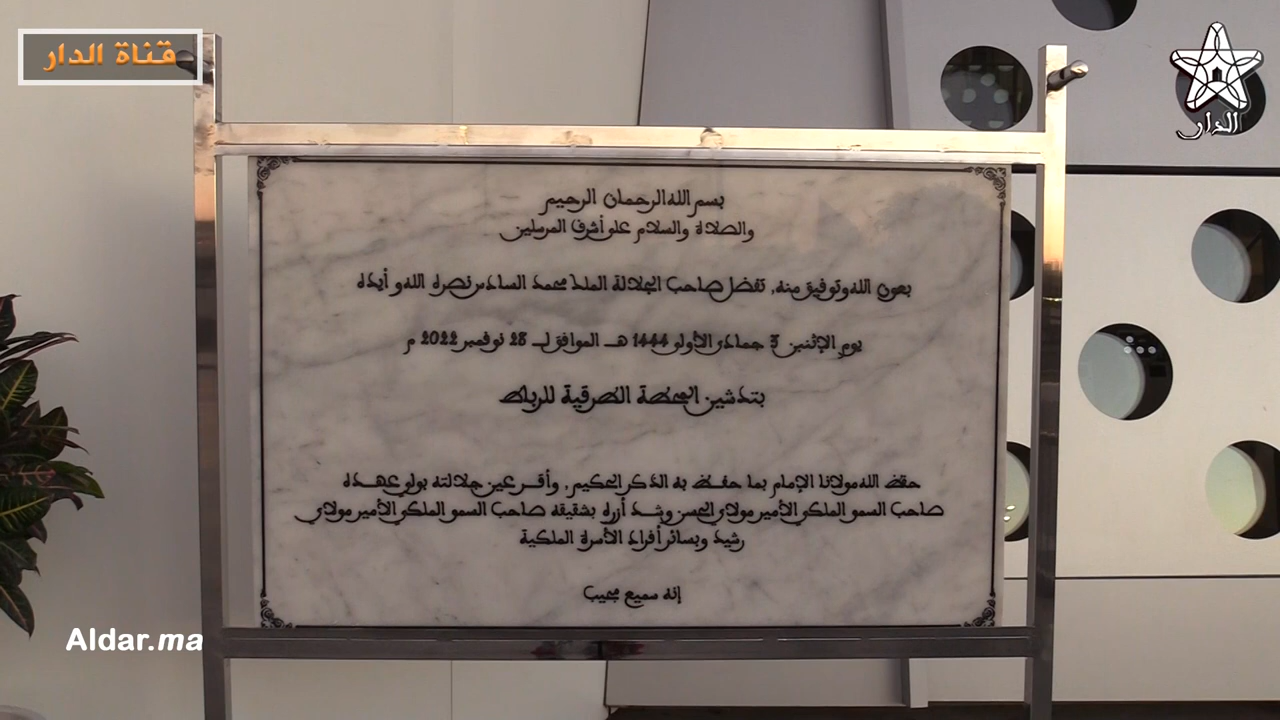 قناة الدار
الدار
بسم الله الرحمان الرحيم
والصلاة والسلام على أشرف المرسلين
بعون الله وتوفيق منه، تفضل صاحب الجلالة الملك محمد السادس نصره الله و أيده
يوم الإثنين 3 جمادى الأولى 1444 هـ الموافق لـ 28 نوفمبر 2022 م
بتدشين المحطة الطرقية للرباط
حفظ الله مولانا الإمام بما حفظ به الذكر الحكيم، وأقر عين جلالته بولي عهده
صاحب السمو الملكي الأمير مولاي الحسن وشد أزره بشقيقه صاحب السمو الملكي الأمير مولاي
رشيد وبسائر أفراد الأسرة الملكية
إنه سميع مجيب
Aldar.ma